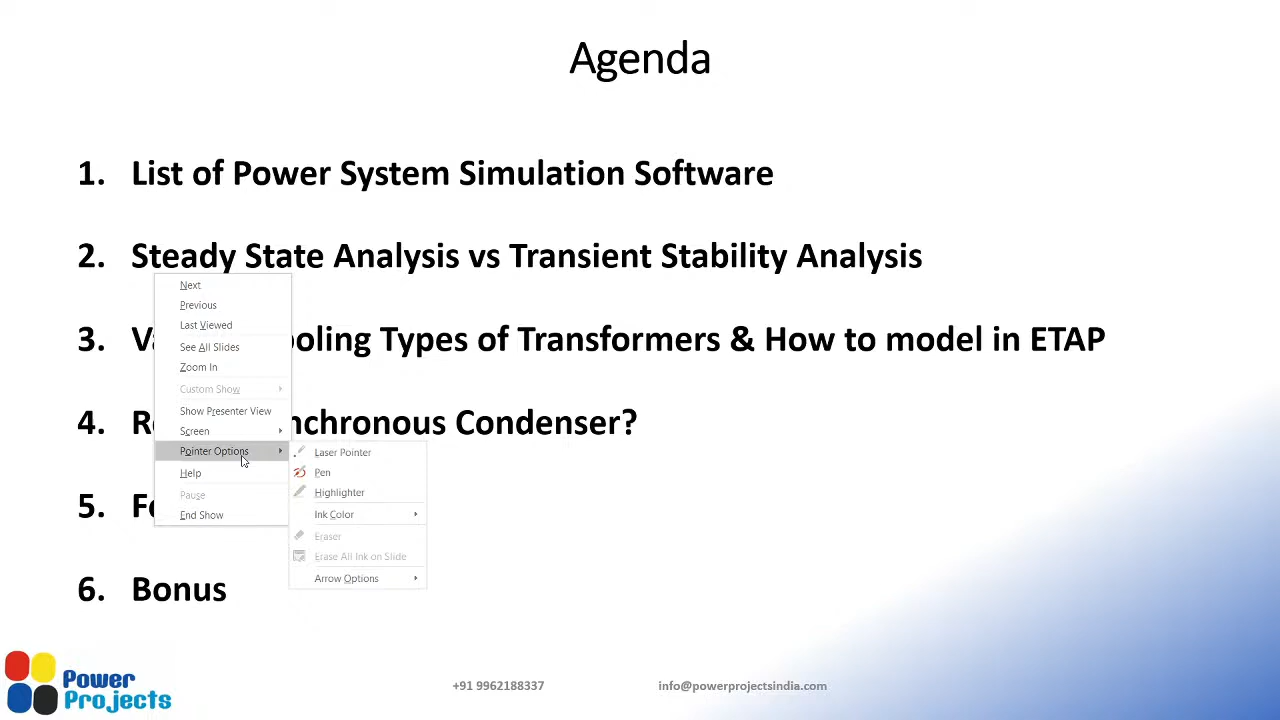 Agenda
1. List of Power System Simulation Software
2. Steady State Analysis vs Transient Stability Analysis
3. Types of Transformers & How to model in ETAP
4. Condenser?
5.
6. Bonus
Next
Previous
Last Viewed
See All Slides
Zoom In
Custom Show
Show Presenter View
Screen
Pointer Options
Help
Pause
End Show
Laser Pointer
Pen
Highlighter
Ink Color
Eraser
Erase All Ink on Slide
Arrow Options
Power
Projects
+91 9962188337
info@powerprojectsindia.com